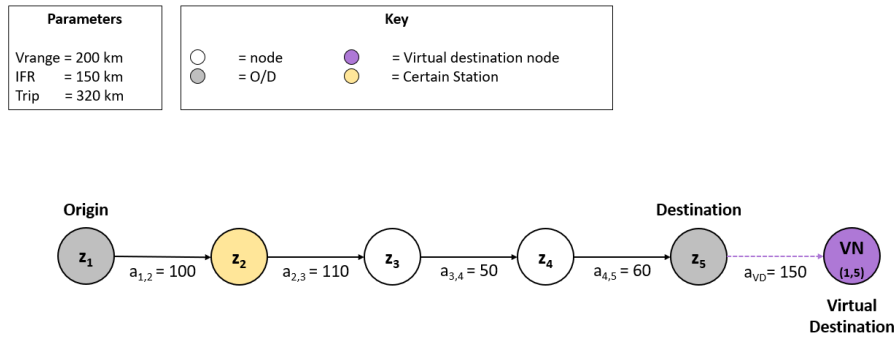 Parameters
Vrange = 200 km
IFR = 150 km
Trip = 320 km
Key
= node
= Virtual destination node
= O/D
= Certain Station
Origin
Destination
z₁
z₂
z₃
z₄
z₅
VN
(1,5)
a₁,₂ = 100
a₂,₃ = 110
a₃,₄ = 50
a₄,₅ = 60
aVD= 150
Virtual
Destination